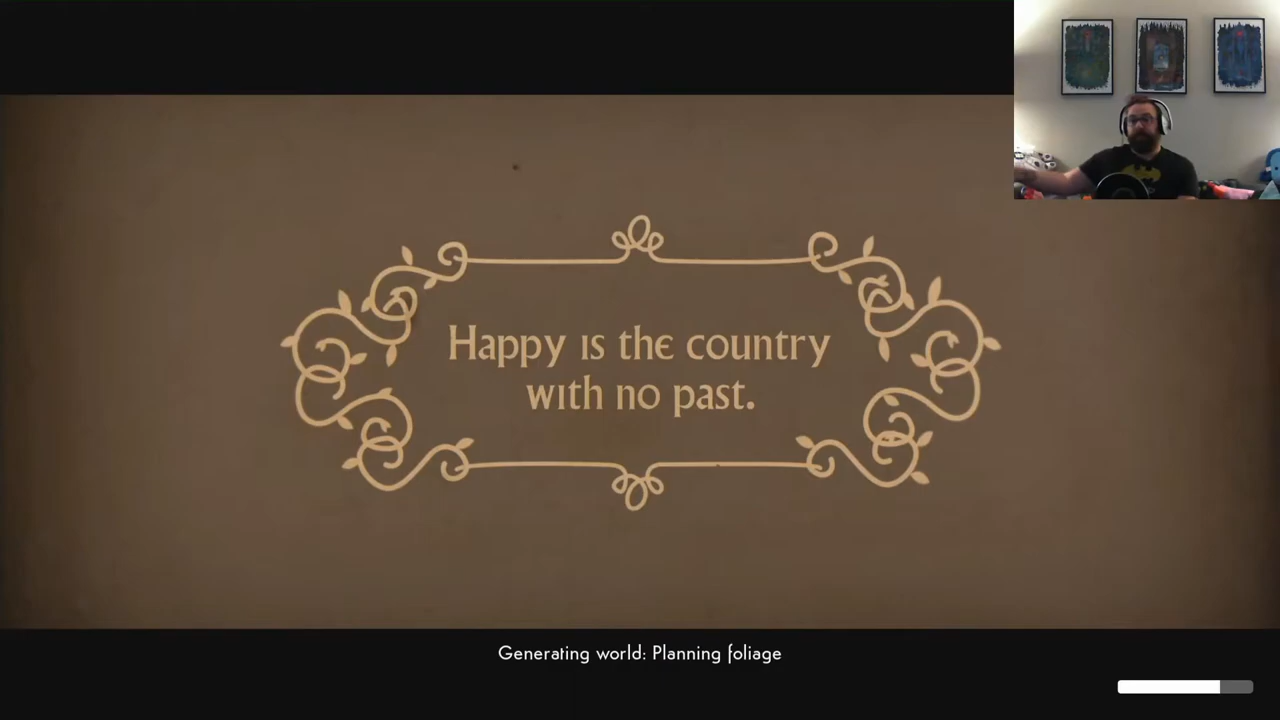 Happy is the country
with no past.
Generating world: Planning foliage